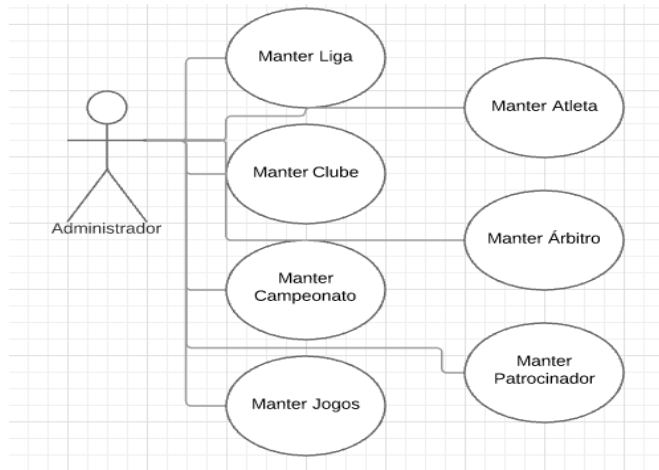 Manter Liga
Manter Atleta
Manter Clube
Administrador
Manter Árbitro
Manter
Campeonato
Manter
Patrocinador
Manter Jogos